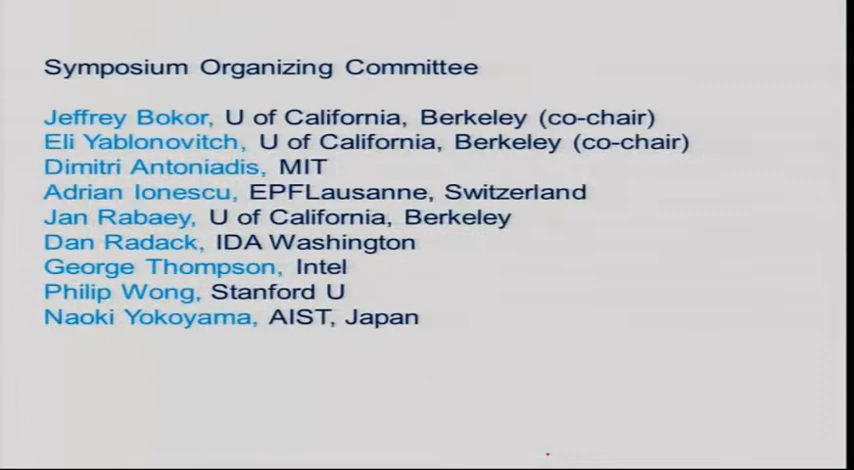 Symposium Organizing Committee
Jeffrey Bokor, U of California, Berkeley (co-chair)
Eli Yablonovitch, U of California, Berkeley (co-chair)
Dimitri Antoniadis, MIT
Adrian Ionescu, EPFLausanne, Switzerland
Jan Rabaey, U of California, Berkeley
Dan Radack, IDA Washington
George Thompson, Intel
Philip Wong, Stanford U
Naoki Yokoyama, AIST, Japan